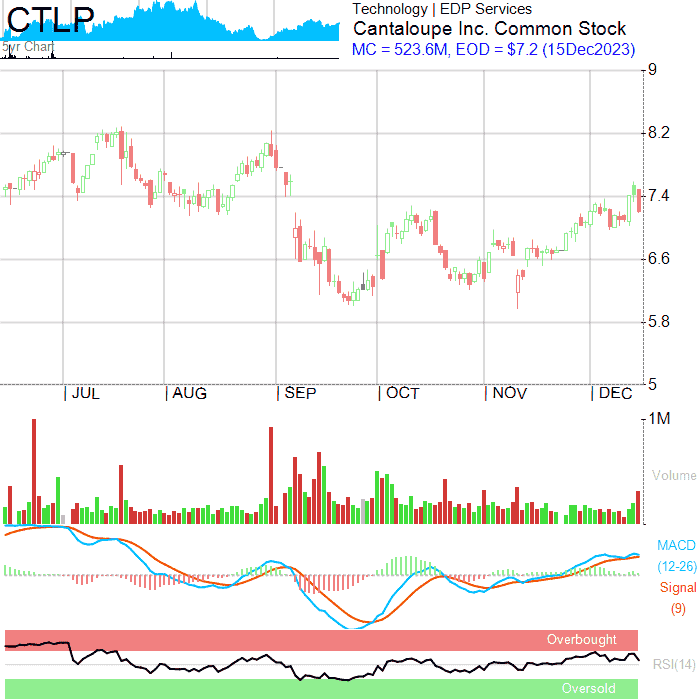 CTLP
5yr Chart
Technology | EDP Services
Cantaloupe Inc. Common Stock
MC = 523.6M, EOD = $7.2 (15Dec2023)
9
8.2
7.4
6.6
5.8
5
| JUL | AUG | SEP | OCT | NOV | DEC
1M
Volume
MACD
(12-26)
Signal
(9)
Overbought
RSI(14)
Oversold